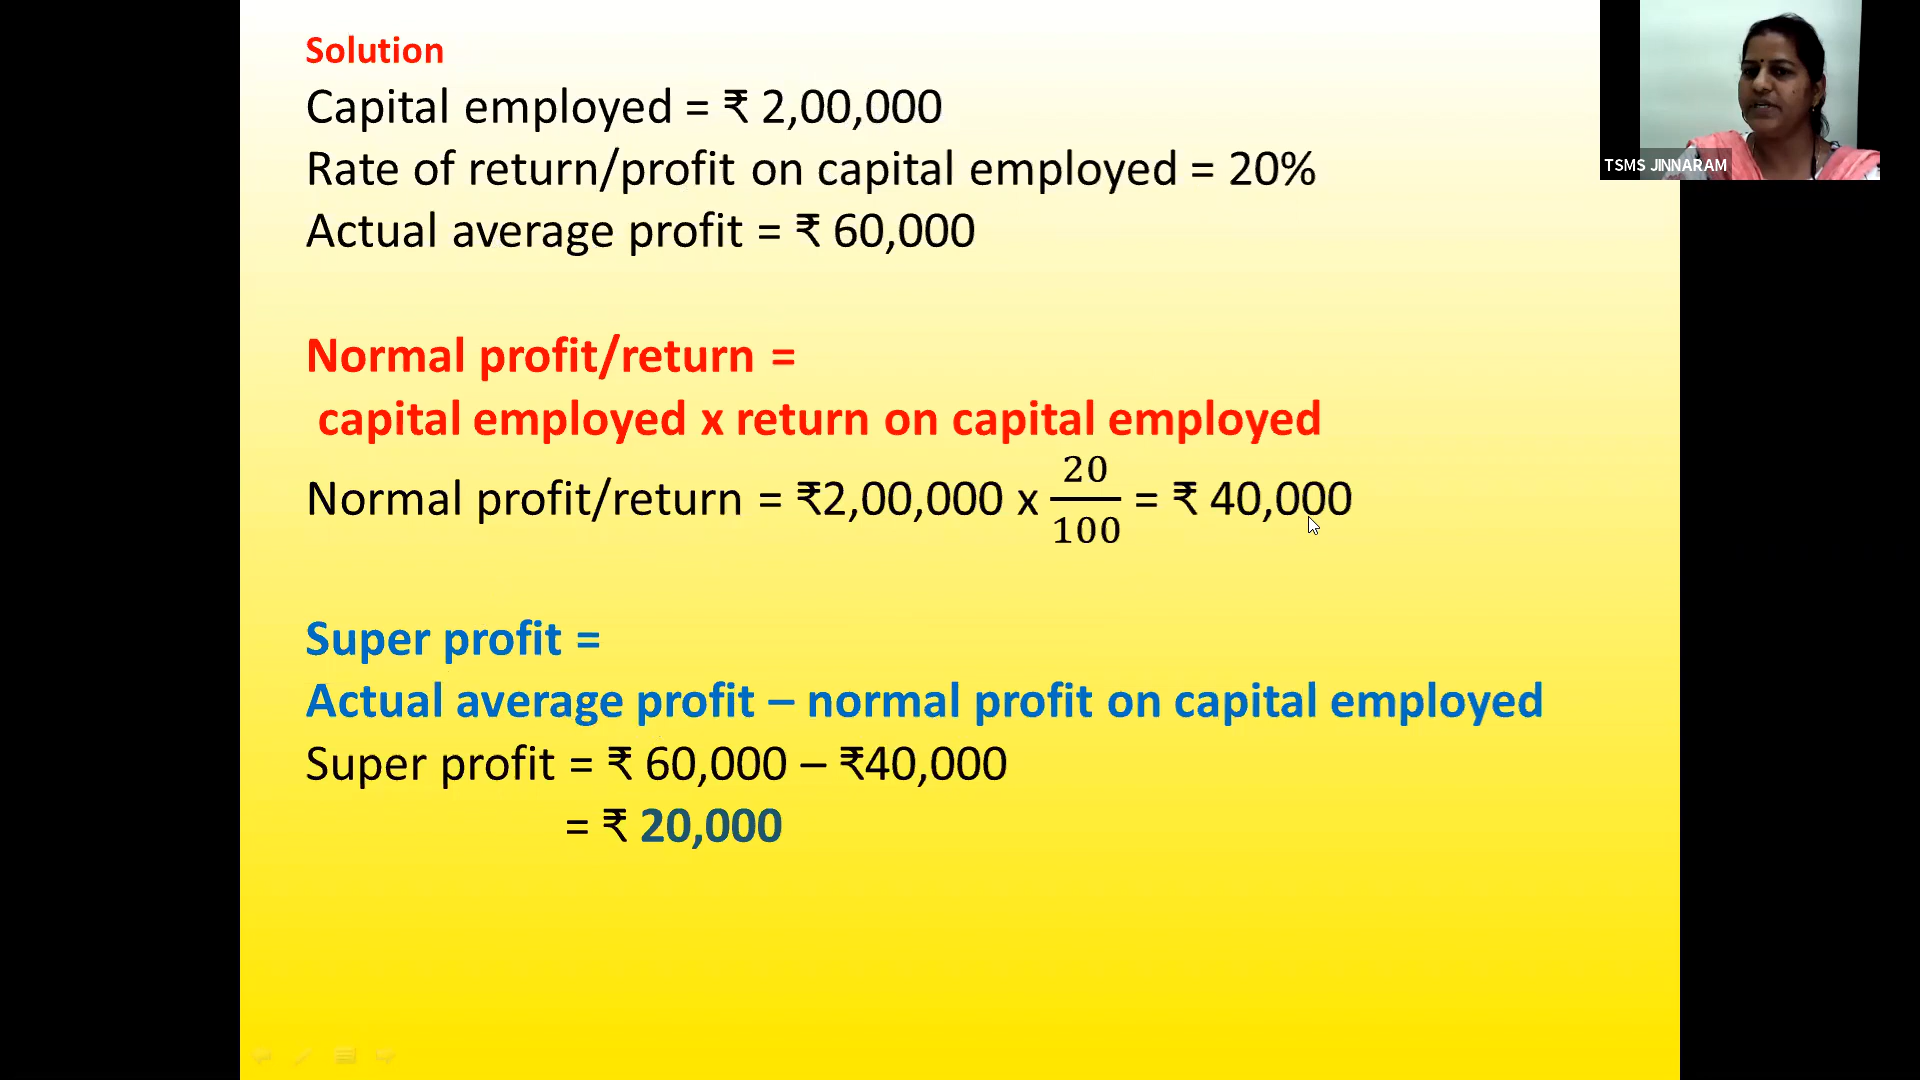 Solution
Capital employed = ₹ 2,00,000
Rate of return/profit on capital employed = 20%
Actual average profit = ₹ 60,000
Normal profit/return =
capital employed x return on capital employed
Normal profit/return = ₹2,00,000 x 20/100 = ₹ 40,000
Super profit =
Actual average profit – normal profit on capital employed
Super profit = ₹ 60,000 – ₹40,000
= ₹ 20,000
TSMS JINNARAM